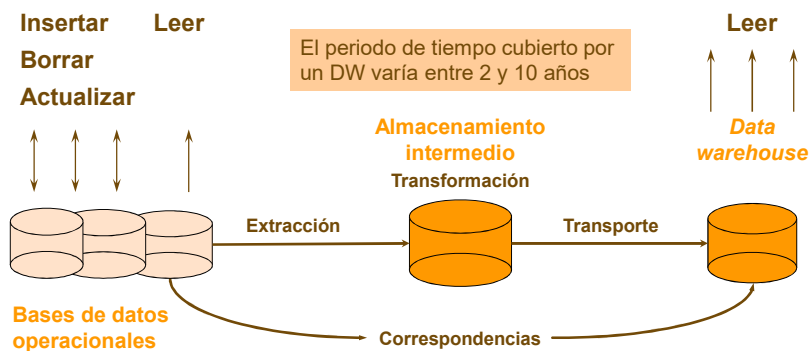 Insertar
Borrar
Actualizar
Leer
El periodo de tiempo cubierto por
un DW varía entre 2 y 10 años
Leer
Almacenamiento
intermedio
Transformación
Data
warehouse
Extracción
Transporte
Bases de datos
operacionales
Correspondencias